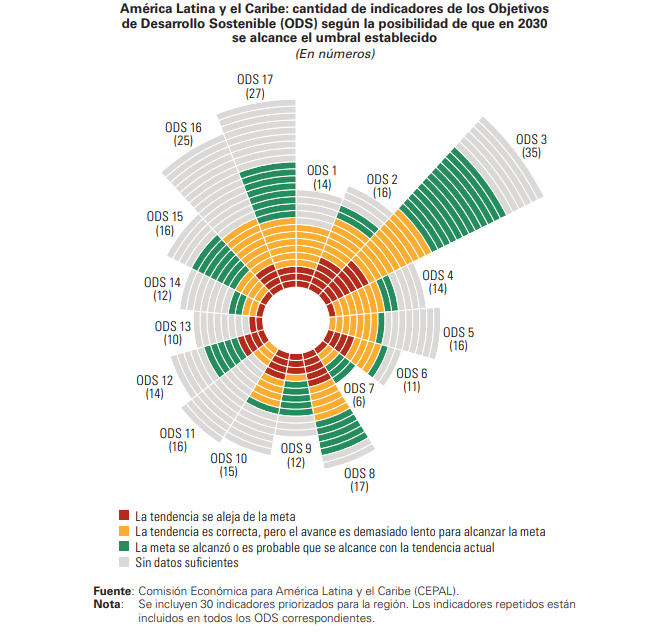 América Latina y el Caribe: cantidad de indicadores de los Objetivos
de Desarrollo Sostenible (ODS) según la posibilidad de que en 2030
se alcance el umbral establecido
(En números)
ODS 17
(27)
ODS 16
(25)
ODS 3
(35)
ODS 1
(14)
ODS 2
(16)
ODS 15
(16)
ODS 14
(12)
ODS 4
(14)
ODS 13
(10)
ODS 5
(16)
ODS 12
(14)
ODS 6
(11)
ODS 7
(6)
ODS 11
(16)
ODS 10
(15)
ODS 9
(12)
ODS 8
(17)
La tendencia se aleja de la meta
La tendencia es correcta, pero el avance es demasiado lento para alcanzar la meta
La meta se alcanzó o es probable que se alcance con la tendencia actual
Sin datos suficientes
Fuente: Comisión Económica para América Latina y el Caribe (CEPAL).
Nota: Se incluyen 30 indicadores priorizados para la región. Los indicadores repetidos están
incluidos en todos los ODS correspondientes.